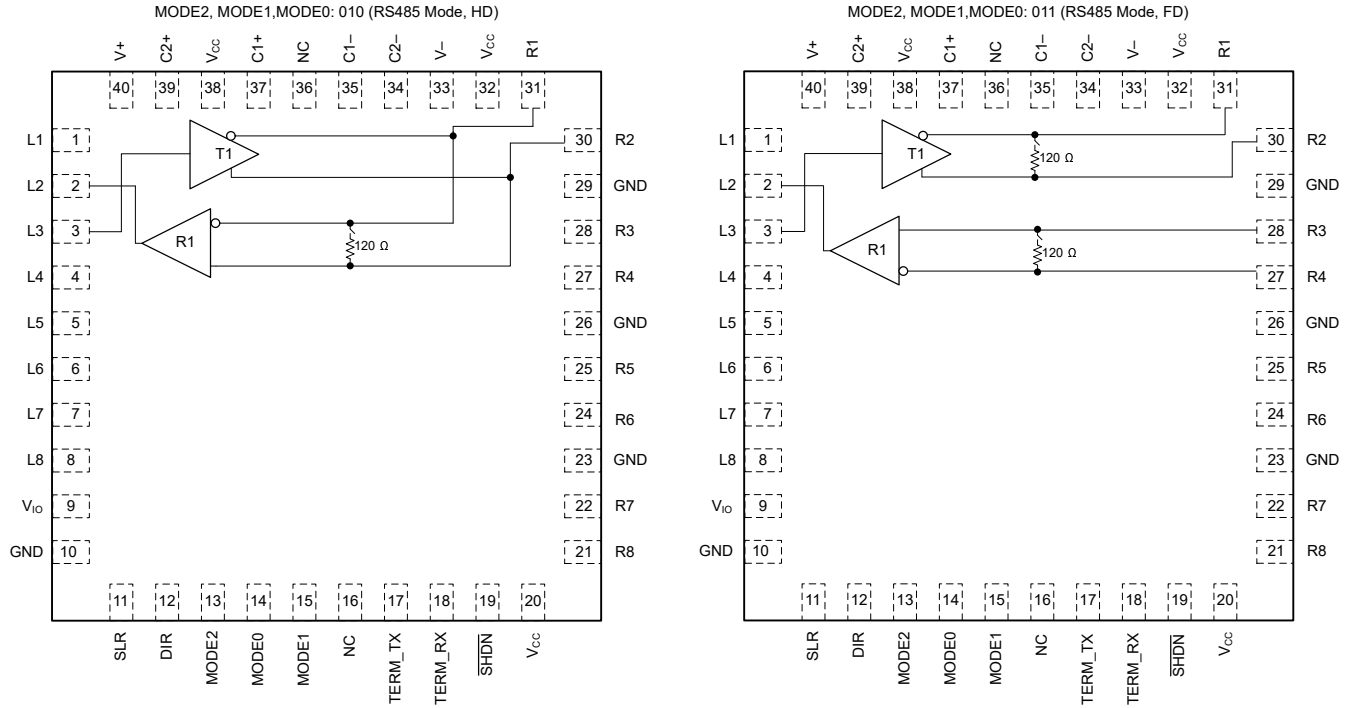 MODE2, MODE1,MODE0: 010 (RS485 Mode, HD)
V+ C2+ VCC C1+ NC C1– C2– V– VCC R1
40 39 38 37 36 35 34 33 32 31
L1 1 T1 30 R2
L2 2 29 GND
L3 3 R1 120 Ω 28 R3
L4 4 27 R4
L5 5 26 GND
L6 6 25 R5
L7 7 24 R6
L8 8 23 GND
VIO 9 22 R7
GND 10 21 R8
11 12 13 14 15 16 17 18 19 20
SLR DIR MODE2 MODE0 MODE1 NC TERM_TX TERM_RX SHDN VCC
MODE2, MODE1,MODE0: 011 (RS485 Mode, FD)
V+ C2+ VCC C1+ NC C1– C2– V– VCC R1
40 39 38 37 36 35 34 33 32 31
L1 1 T1 120 Ω 30 R2
L2 2 29 GND
L3 3 R1 120 Ω 28 R3
L4 4 27 R4
L5 5 26 GND
L6 6 25 R5
L7 7 24 R6
L8 8 23 GND
VIO 9 22 R7
GND 10 21 R8
11 12 13 14 15 16 17 18 19 20
SLR DIR MODE2 MODE0 MODE1 NC TERM_TX TERM_RX SHDN VCC